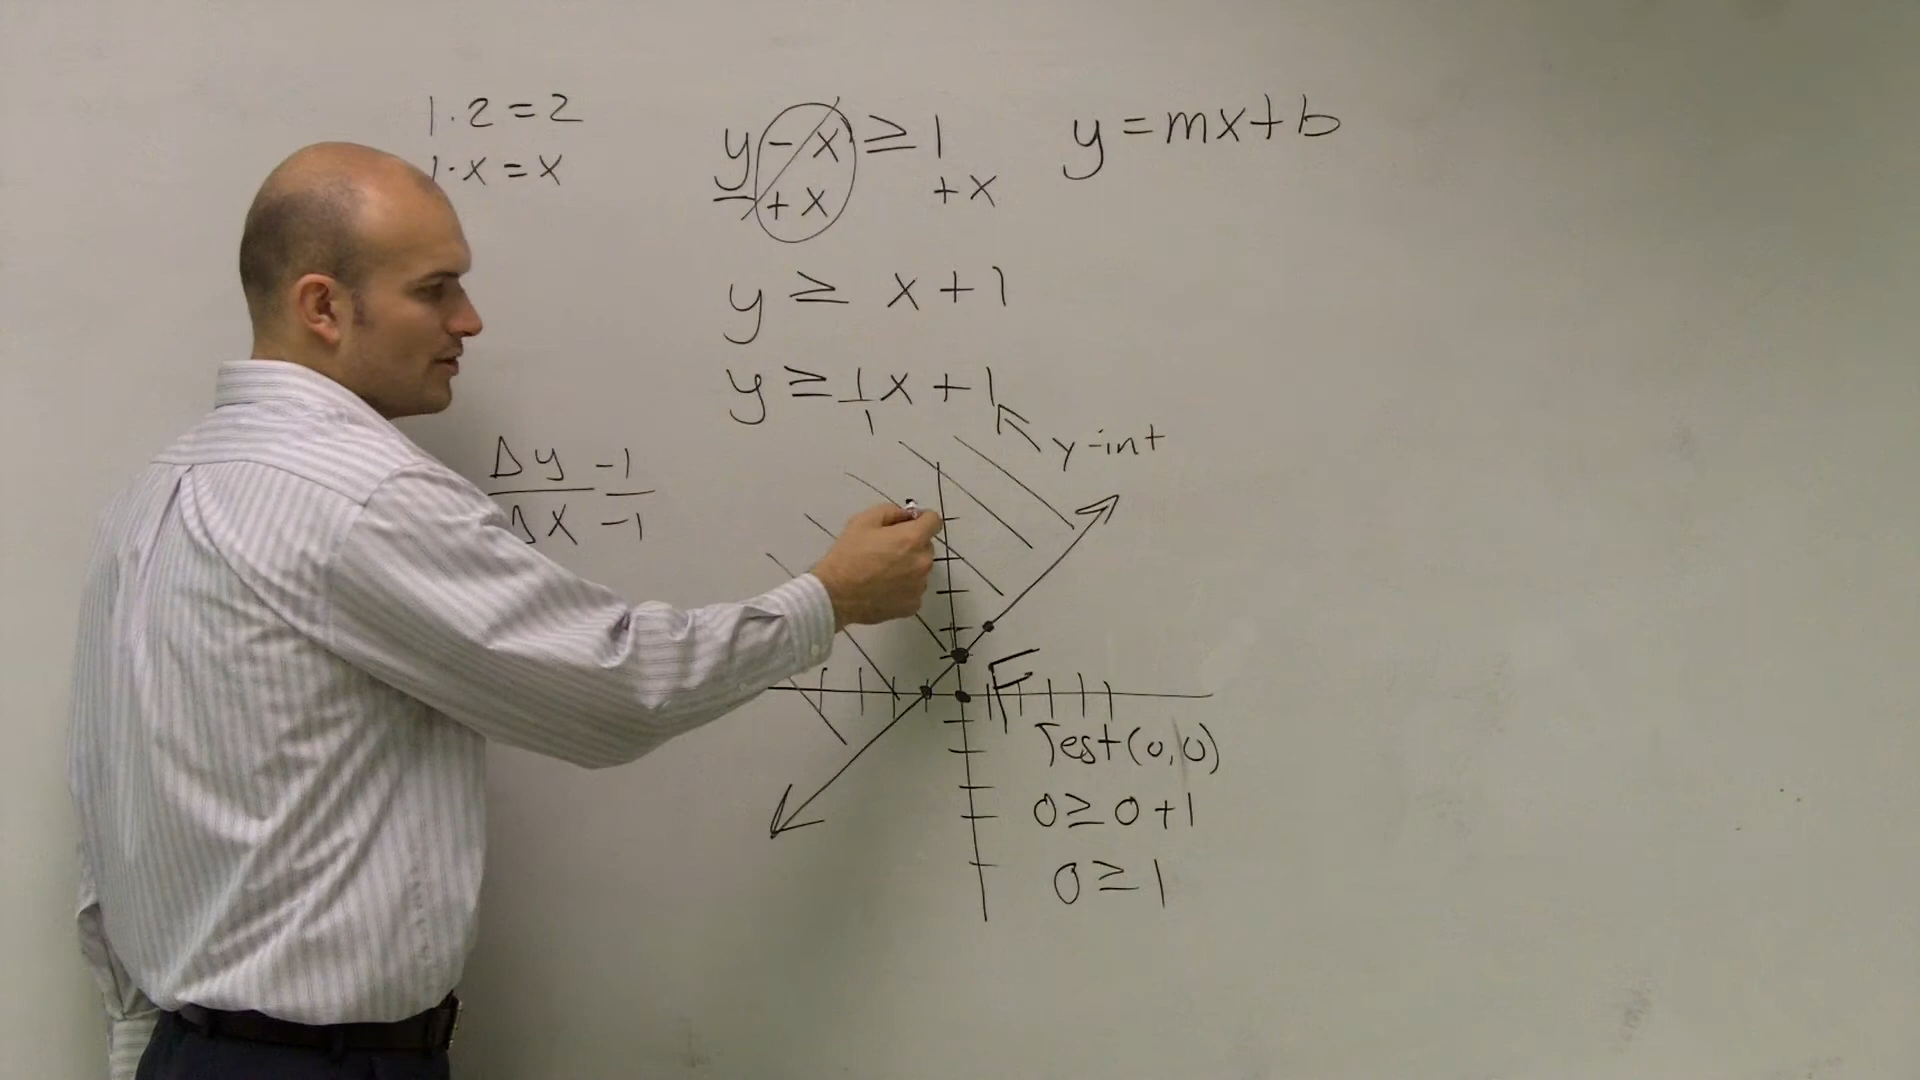 1·2=2
1·x=x
y-x≥1
+x +x
y=mx+b
y≥x+1
y≥1/1x+1
y-int
Δy -1
Δx -1
F
Test(0,0)
0≥0+1
0≥1